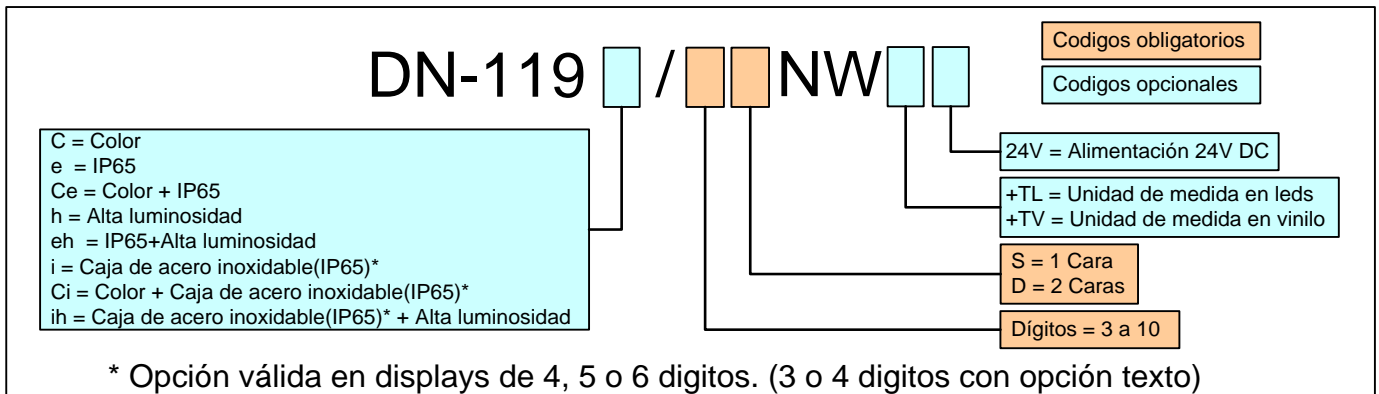 DN-119 / NW
Codigos obligatorios
Codigos opcionales
C = Color
e = IP65
Ce = Color + IP65
h = Alta luminosidad
eh = IP65+Alta luminosidad
i = Caja de acero inoxidable(IP65)*
Ci = Color + Caja de acero inoxidable(IP65)*
ih = Caja de acero inoxidable(IP65)* + Alta luminosidad
24V = Alimentación 24V DC
+TL = Unidad de medida en leds
+TV = Unidad de medida en vinilo
S = 1 Cara
D = 2 Caras
Dígitos = 3 a 10
* Opción válida en displays de 4, 5 o 6 digitos. (3 o 4 digitos con opción texto)